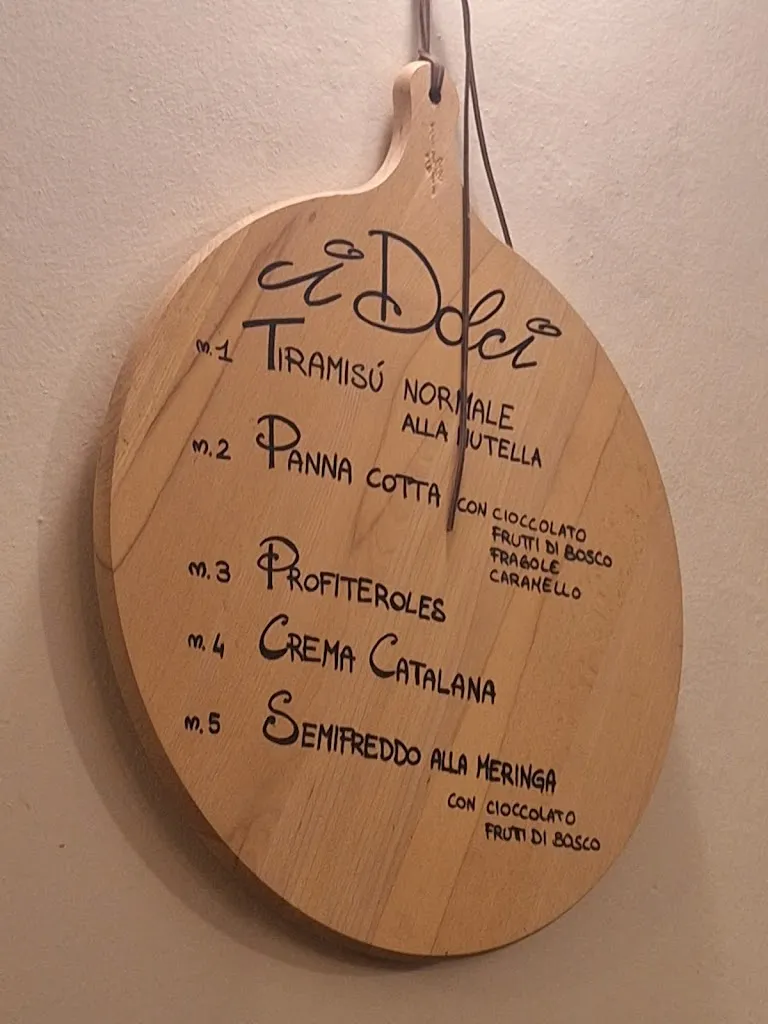 i Dolci
n.1 TIRAMISÚ NORMALE
ALLA NUTELLA
n.2 PANNA COTTA CON CIOCCOLATO
FRUTTI DI BOSCO
FRAGOLE
CARAMELLO
n.3 PROFITEROLES
n.4 CREMA CATALANA
n.5 SEMIFREDDO ALLA MERINGA
CON CIOCCOLATO
FRUTI DI BOSCO